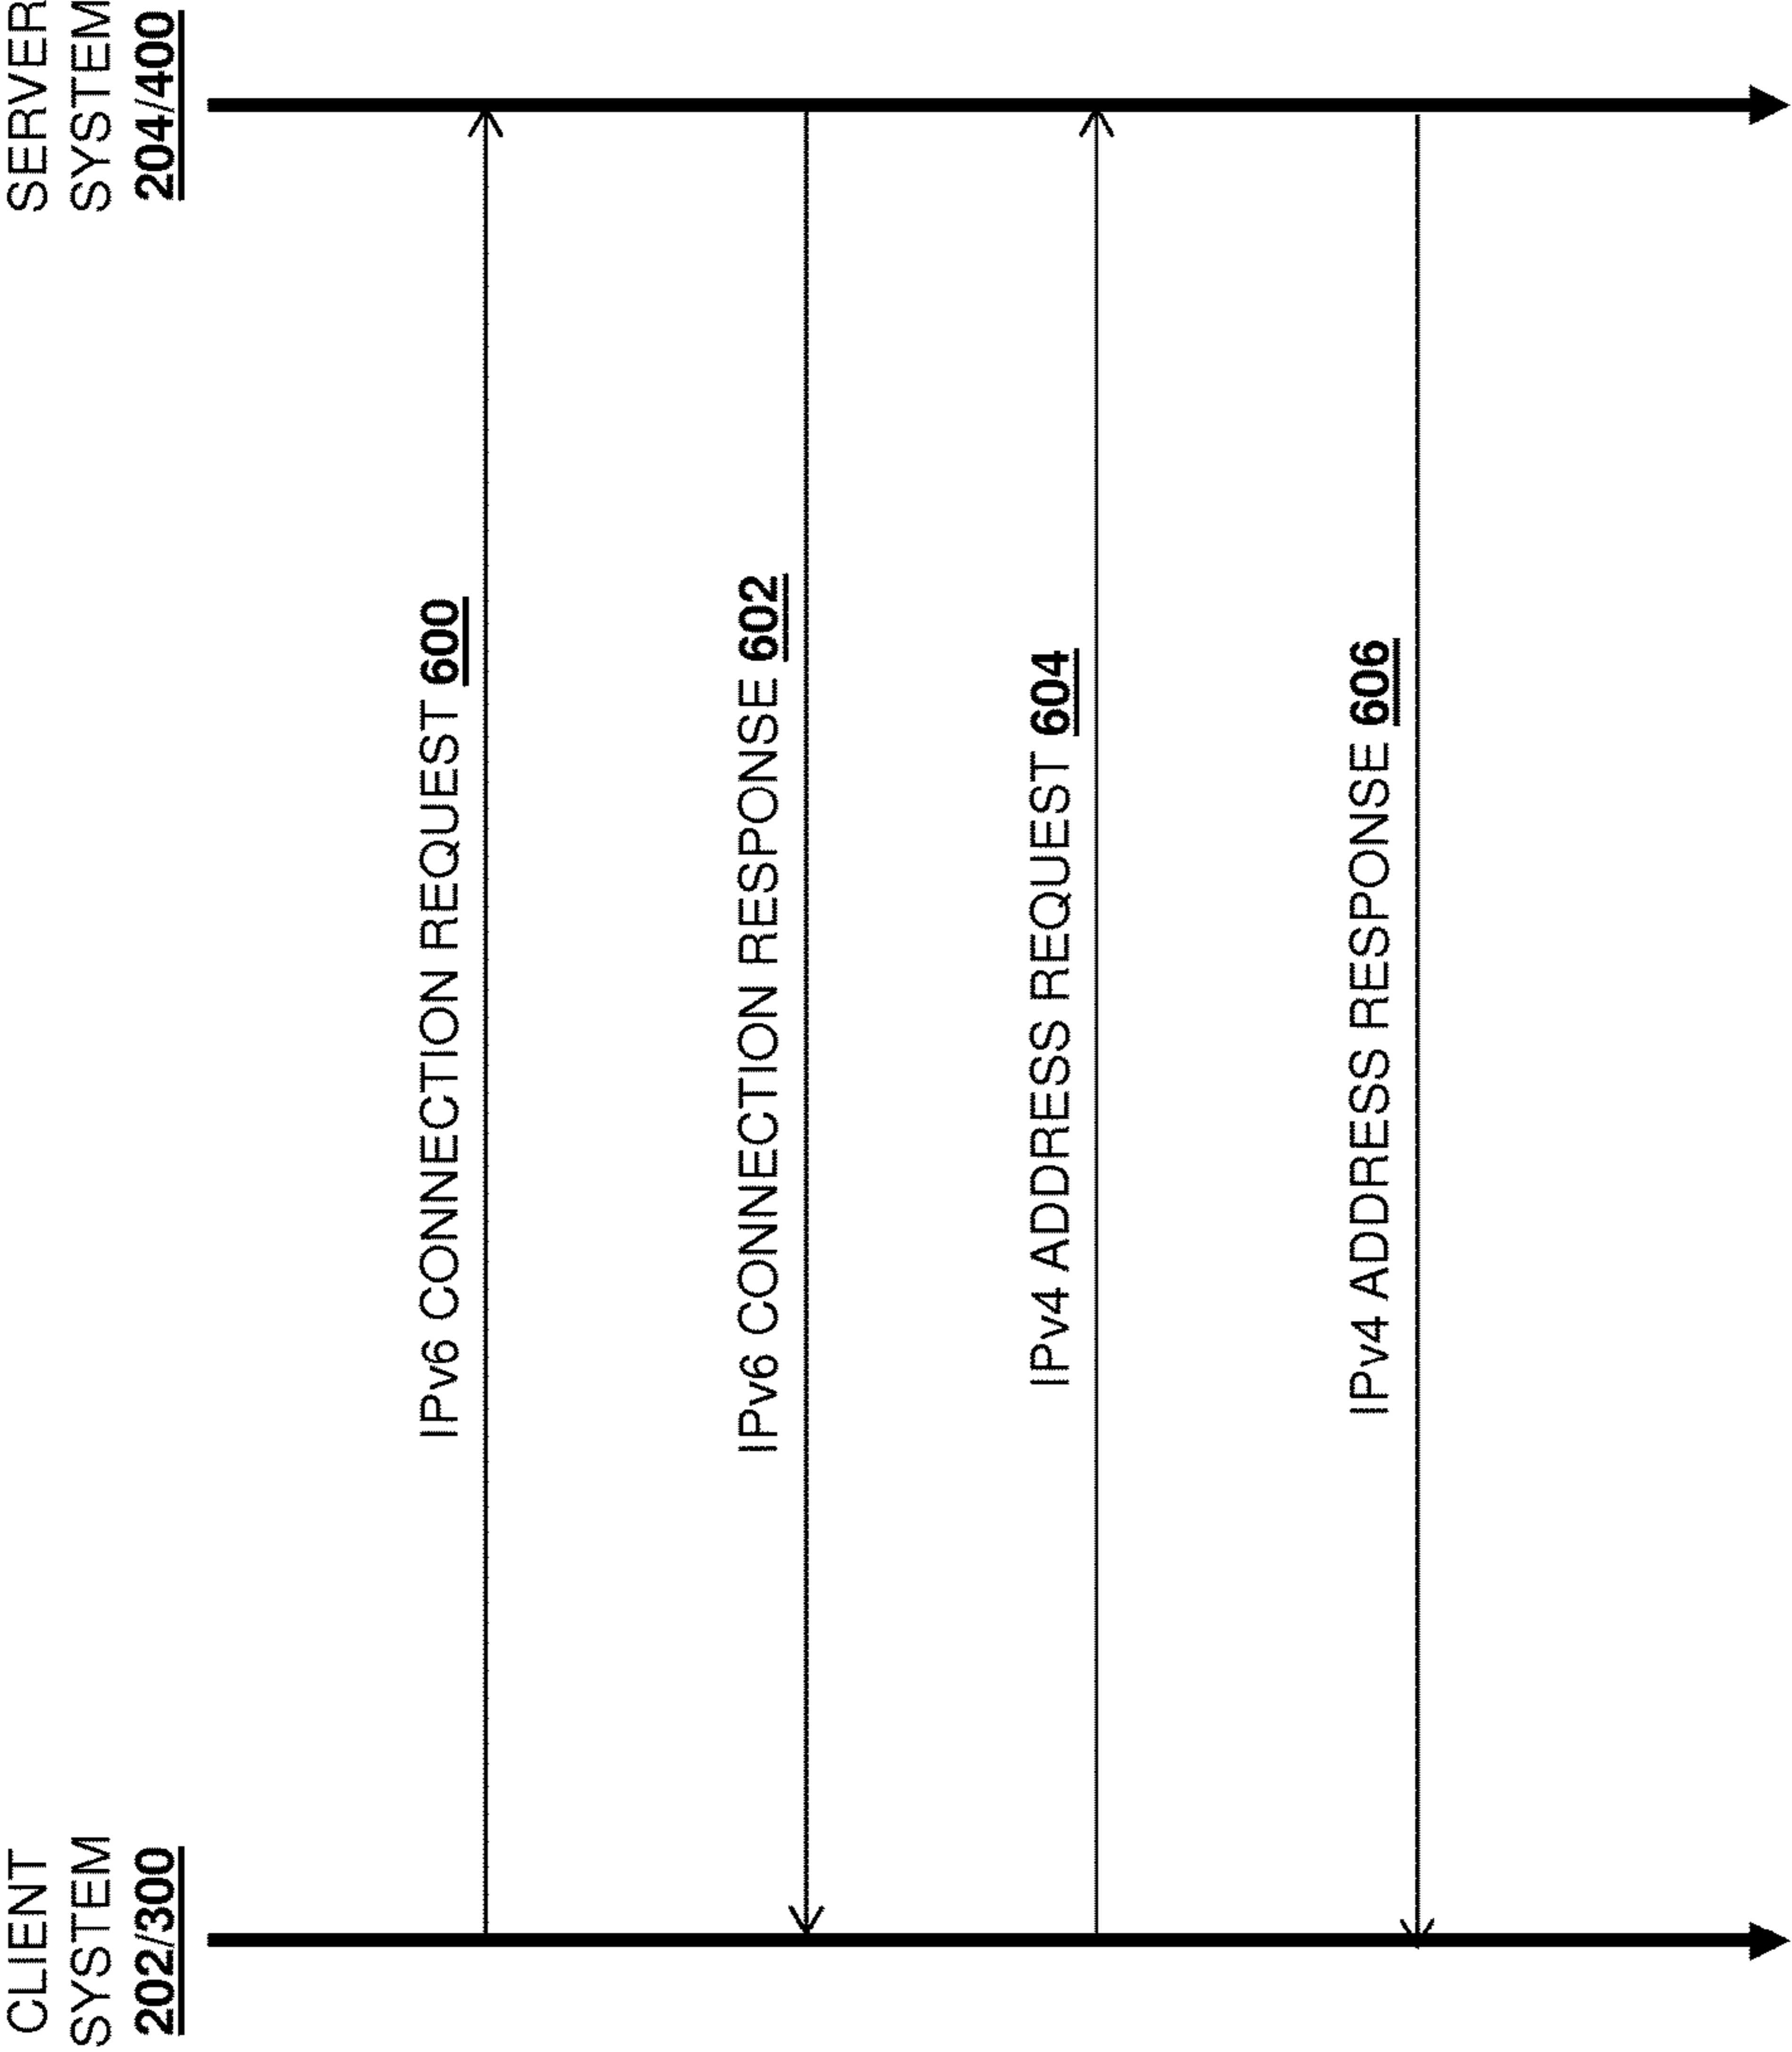 CLIENT
SYSTEM
202/300
SERVER
SYSTEM
204/400
IPv6 CONNECTION REQUEST 600
IPv6 CONNECTION RESPONSE 602
IPv4 ADDRESS REQUEST 604
IPv4 ADDRESS RESPONSE 606